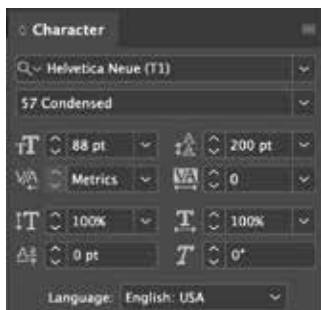 Character
Helvetica Neue (T1)
57 Condensed
88 pt 200 pt
Metrics 0
100% 100%
0 pt 0°
Language: English: USA